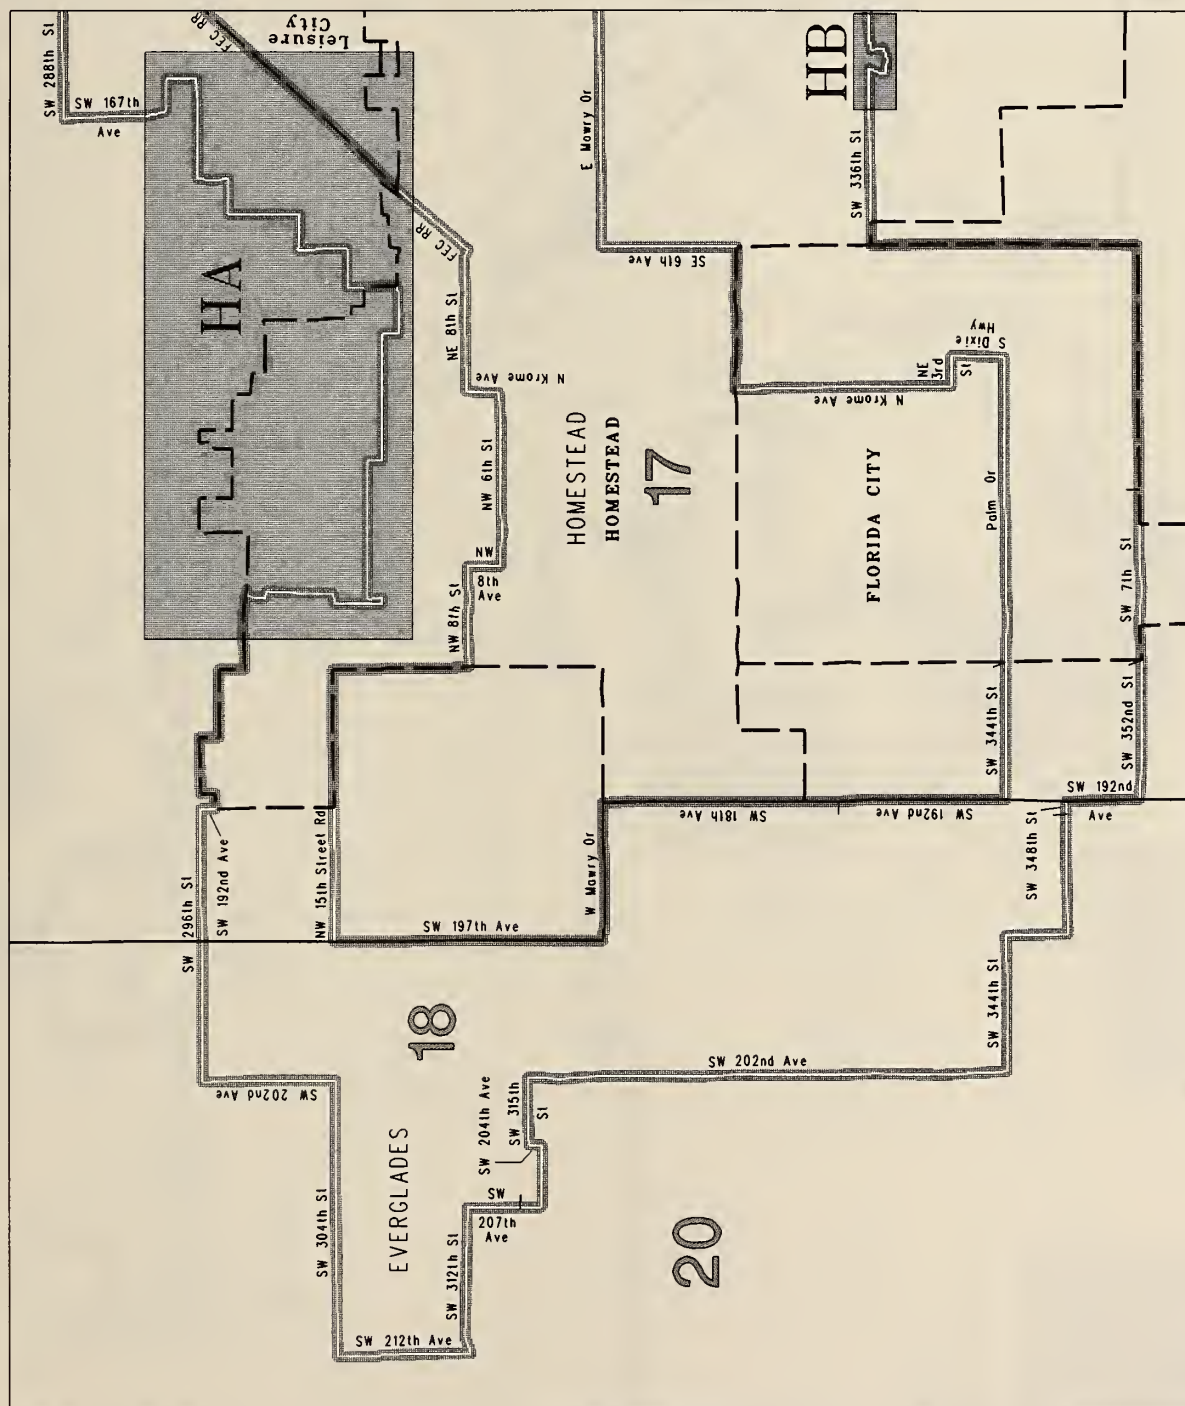 SW 288th St
SW 167th
Ave
FEC RR
Leisure
City
HA
HB
E Mowry Dr
SW 336th St
FEC RR
SE 6th Ave
NE 8th St
N Krome Ave
NE
3rd
St
S Dixie
Hwy
N Krome Ave
NW 6th St
HOMESTEAD
HOMESTEAD
17
Palm Dr
FLORIDA CITY
NW
8th
Ave
NW 8th St
SW 7th St
SW 344th St
SW 352nd St
SW 192nd
Ave
SW 18th Ave
SW 192nd Ave
SW 348th St
SW 296th St
SW 192nd Ave
NW 15th Street Rd
W Mowry Dr
SW 197th Ave
18
SW 344th St
SW 202nd Ave
SW 202nd Ave
SW 204th Ave
SW 315th
St
EVERGLADES
SW
207th
Ave
SW 304th St
SW 312th St
20
SW 212th Ave